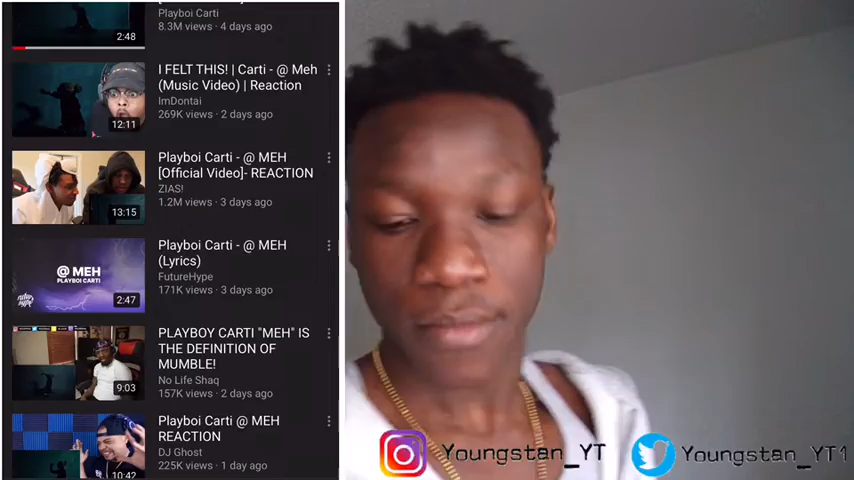 Playboi Carti
8.3M views · 4 days ago
2:48
I FELT THIS! | Carti - @ Meh
(Music Video) | Reaction
ImDontai
269K views · 2 days ago
12:11
Playboi Carti - @ MEH
[Official Video]- REACTION
ZIAS!
1.2M views · 3 days ago
13:15
Playboi Carti - @ MEH
(Lyrics)
FutureHype
171K views · 3 days ago
@ MEH
PLAYBOI CARTI
2:47
PLAYBOY CARTI "MEH" IS
THE DEFINITION OF
MUMBLE!
No Life Shaq
157K views · 2 days ago
9:03
Playboi Carti @ MEH
REACTION
DJ Ghost
225K views · 1 day ago
10:42
Youngstan_YT
Youngstan_YT1